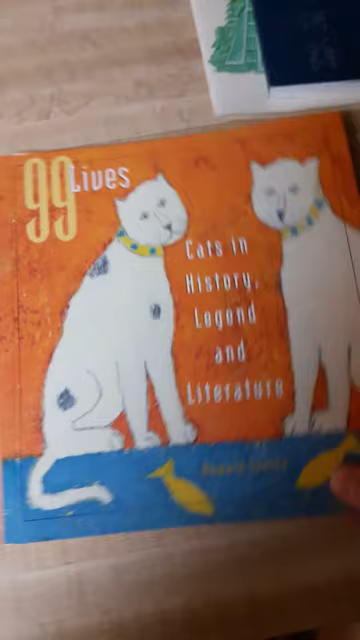 99 Lives
Cats in
History,
Legend
and
Literature